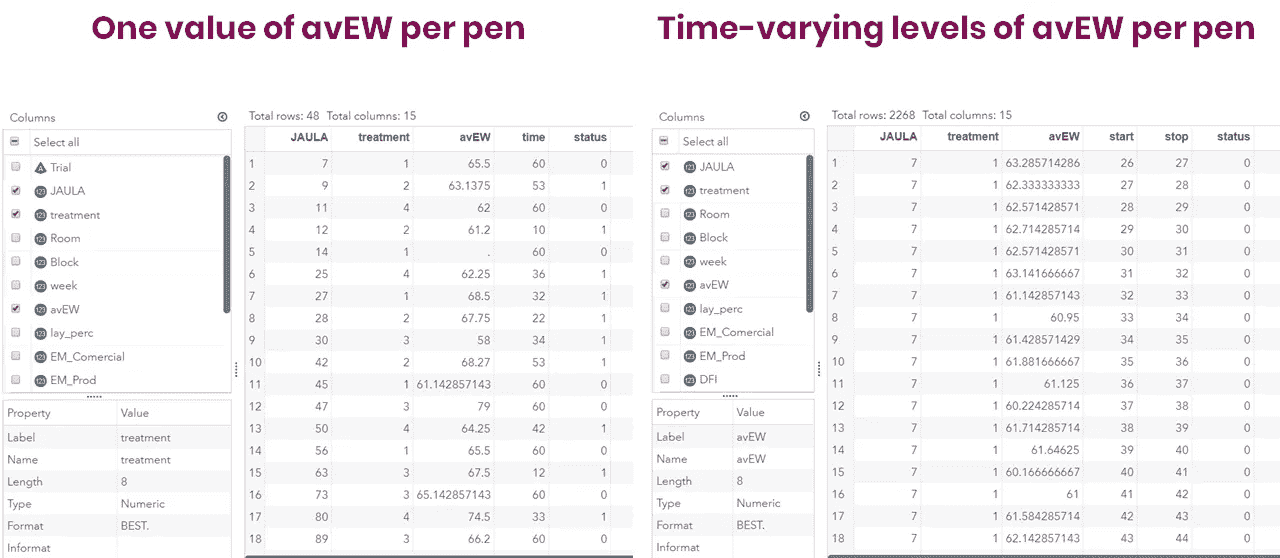 One value of avEW per pen
Columns
Select all
Trial
JAULA
treatment
Room
Block
week
avEW
lay_perc
EM_Comercial
EM_Prod
Property Value
Label treatment
Name treatment
Length 8
Type Numeric
Format BEST.
Informat
Total rows: 48 Total columns: 15
JAULA treatment avEW time status
1 7 1 65.5 60 0
2 9 2 63.1375 53 1
3 11 4 62 60 0
4 12 2 61.2 10 1
5 14 1 . 60 0
6 25 4 62.25 36 1
7 27 1 68.5 32 1
8 28 2 67.75 22 1
9 30 3 58 34 1
10 42 2 68.27 53 1
11 45 1 61.142857143 60 0
12 47 3 79 60 0
13 50 4 64.25 42 1
14 56 1 65.5 60 0
15 63 3 67.5 12 1
16 73 3 65.142857143 60 0
17 80 4 74.5 33 1
18 89 3 66.2 60 0
Time-varying levels of avEW per pen
Columns
Select all
JAULA
treatment
Room
Block
week
avEW
lay_perc
EM_Comercial
EM_Prod
DFI
Property Value
Label avEW
Name avEW
Length 8
Type Numeric
Format BEST.
Informat
Total rows: 2268 Total columns: 15
JAULA treatment avEW start stop status
1 7 1 63.285714286 26 27 0
2 7 1 62.333333333 27 28 0
3 7 1 62.571428571 28 29 0
4 7 1 62.714285714 29 30 0
5 7 1 62.571428571 30 31 0
6 7 1 63.141666667 31 32 0
7 7 1 61.142857143 32 33 0
8 7 1 60.95 33 34 0
9 7 1 61.428571429 34 35 0
10 7 1 61.881666667 35 36 0
11 7 1 61.125 36 37 0
12 7 1 60.224285714 37 38 0
13 7 1 61.714285714 38 39 0
14 7 1 61.64625 39 40 0
15 7 1 60.166666667 40 41 0
16 7 1 61 41 42 0
17 7 1 61.584285714 42 43 0
18 7 1 62.142857143 43 44 0